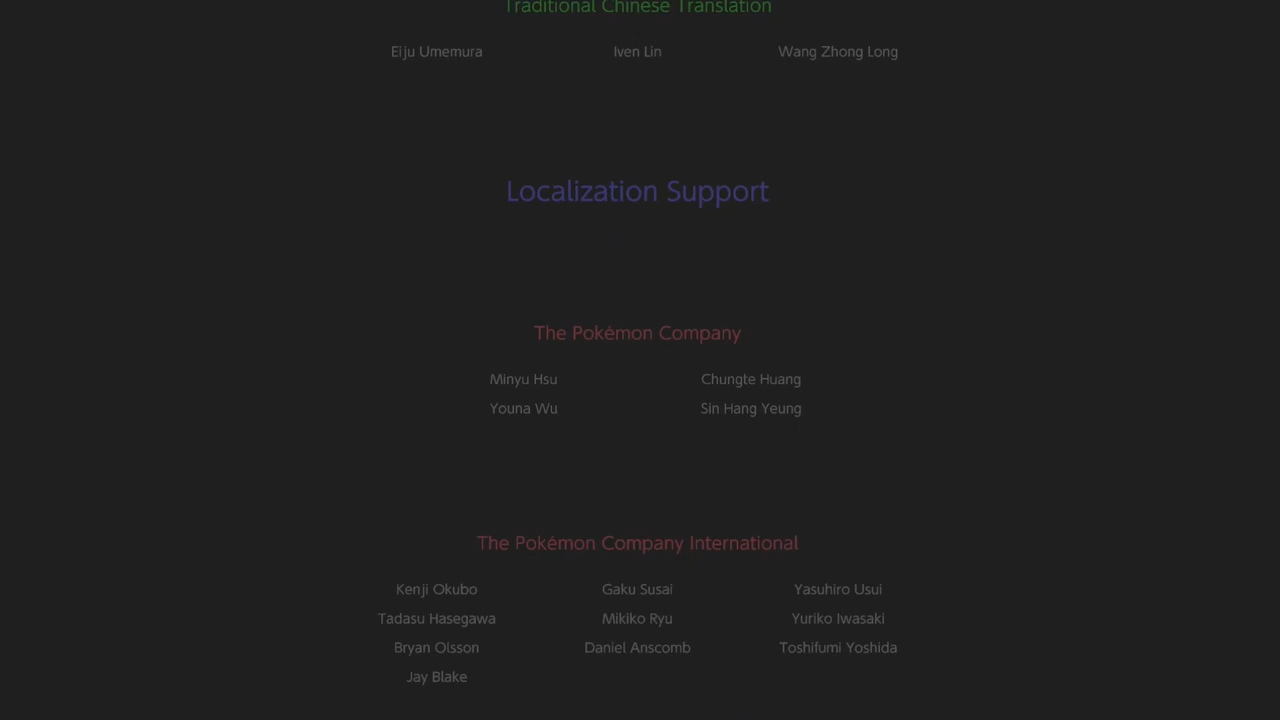 Traditional Chinese Translation
Eiju Umemura Iven Lin Wang Zhong Long
Localization Support
The Pokémon Company
Minyu Hsu Chungte Huang
Youna Wu Sin Hang Yeung
The Pokémon Company International
Kenji Okubo Gaku Susai Yasuhiro Usui
Tadasu Hasegawa Mikiko Ryu Yuriko Iwasaki
Bryan Olsson Daniel Anscomb Toshifumi Yoshida
Jay Blake